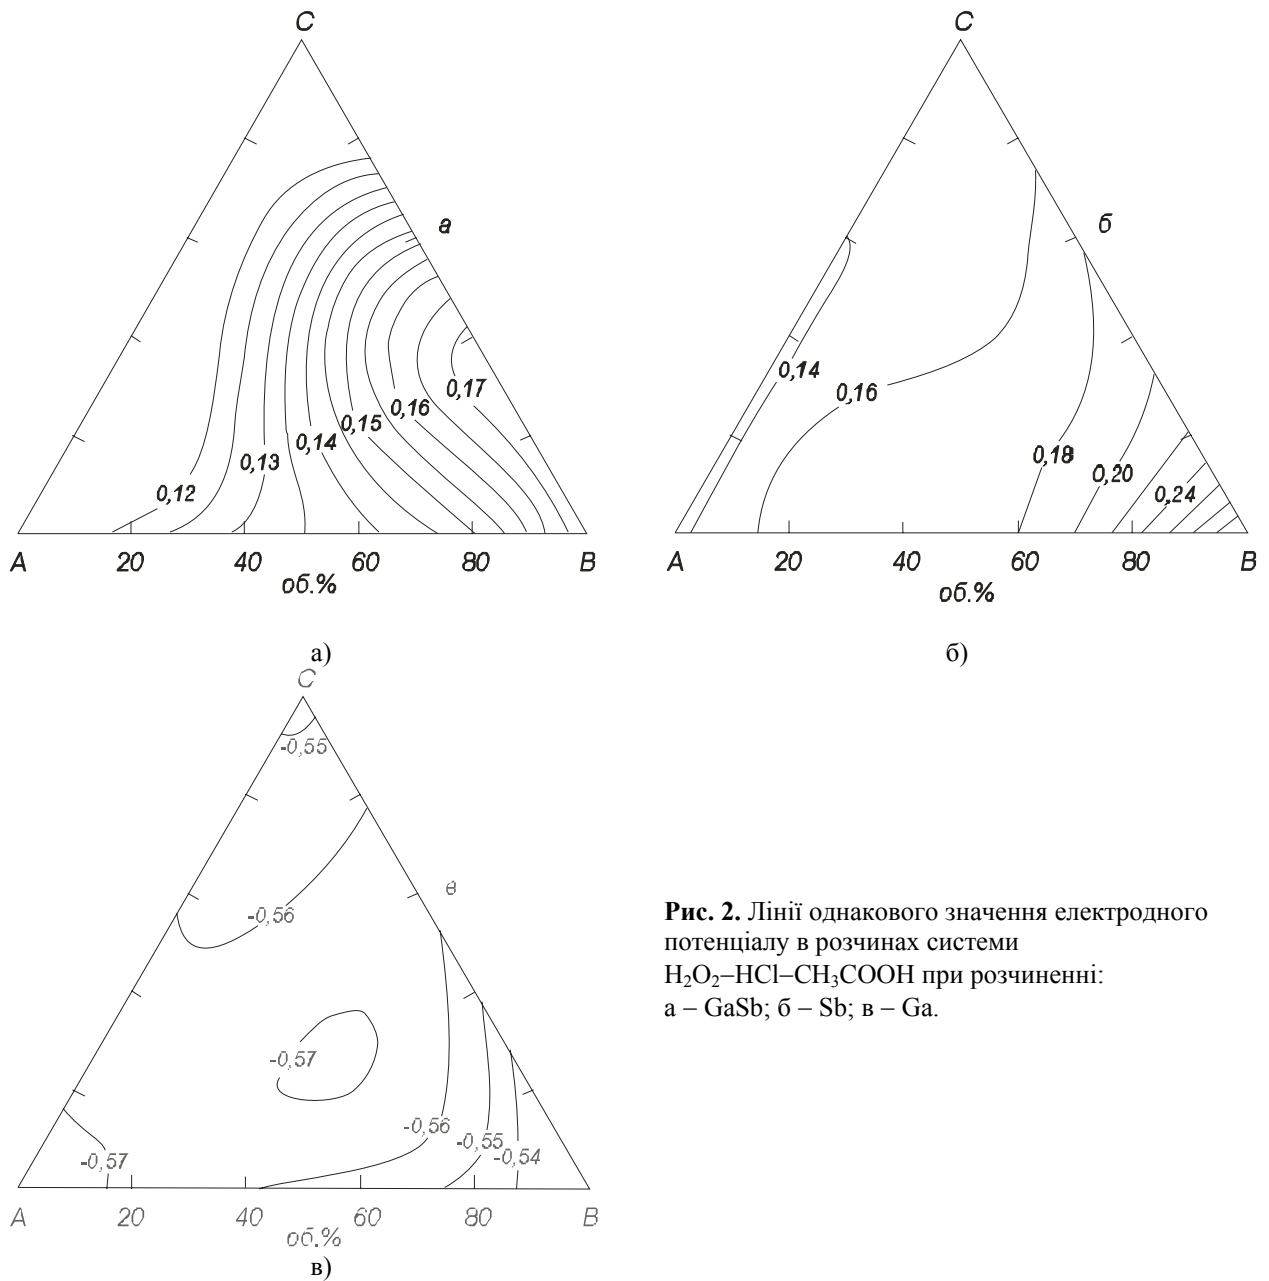 C
C
а
б
0,17
0,16
0,15
0,14
0,13
0,12
0,14
0,16
0,18
0,20
0,24
A 20 40 60 80 B
об.%
A 20 40 60 80 B
об.%
а)
б)
C
-0,55
в
-0,56
-0,57
-0,56
-0,55
-0,54
-0,57
A 20 40 60 80 B
об.%
в)
Рис. 2. Лінії однакового значення електродного
потенціалу в розчинах системи
H₂O₂–HCl–CH₃COOH при розчиненні:
а – GaSb; б – Sb; в – Ga.